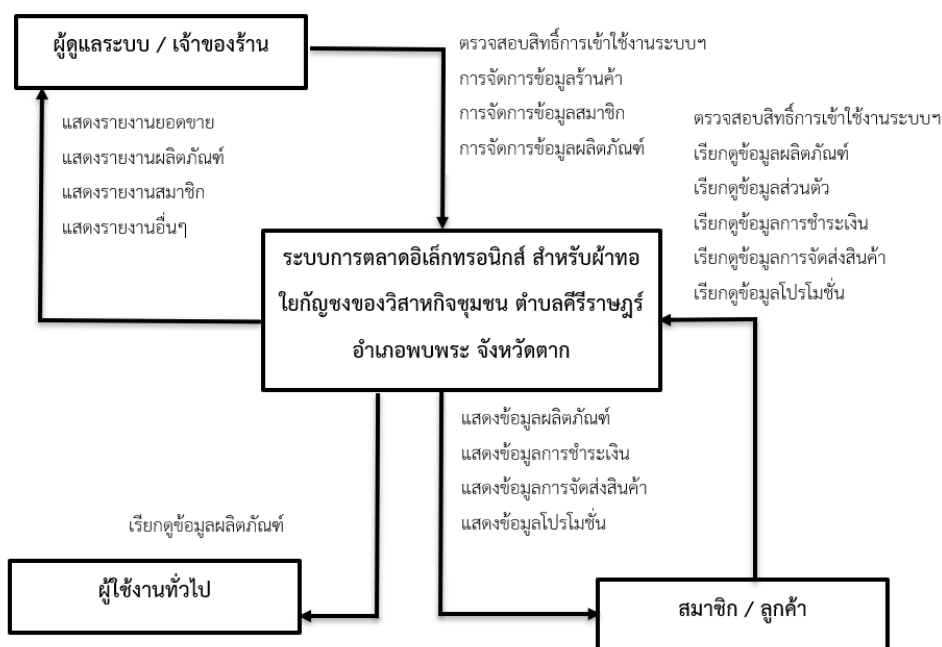 ผู้ดูแลระบบ / เจ้าของร้าน
ตรวจสอบสิทธิ์การเข้าใช้งานระบบฯ
การจัดการข้อมูลร้านค้า
การจัดการข้อมูลสมาชิก
การจัดการข้อมูลผลิตภัณฑ์
แสดงรายงานยอดขาย
แสดงรายงานผลิตภัณฑ์
แสดงรายงานสมาชิก
แสดงรายงานอื่นๆ
ตรวจสอบสิทธิ์การเข้าใช้งานระบบฯ
เรียกดูข้อมูลผลิตภัณฑ์
เรียกดูข้อมูลส่วนตัว
เรียกดูข้อมูลการชำระเงิน
เรียกดูข้อมูลการจัดส่งสินค้า
เรียกดูข้อมูลโปรโมชั่น
ระบบการตลาดอิเล็กทรอนิกส์ สำหรับผ้าทอ
ใยกัญชงของวิสาหกิจชุมชน ตำบลคีรีราษฎร์
อำเภอพบพระ จังหวัดตาก
แสดงข้อมูลผลิตภัณฑ์
แสดงข้อมูลการชำระเงิน
แสดงข้อมูลการจัดส่งสินค้า
แสดงข้อมูลโปรโมชั่น
เรียกดูข้อมูลผลิตภัณฑ์
ผู้ใช้งานทั่วไป
สมาชิก / ลูกค้า